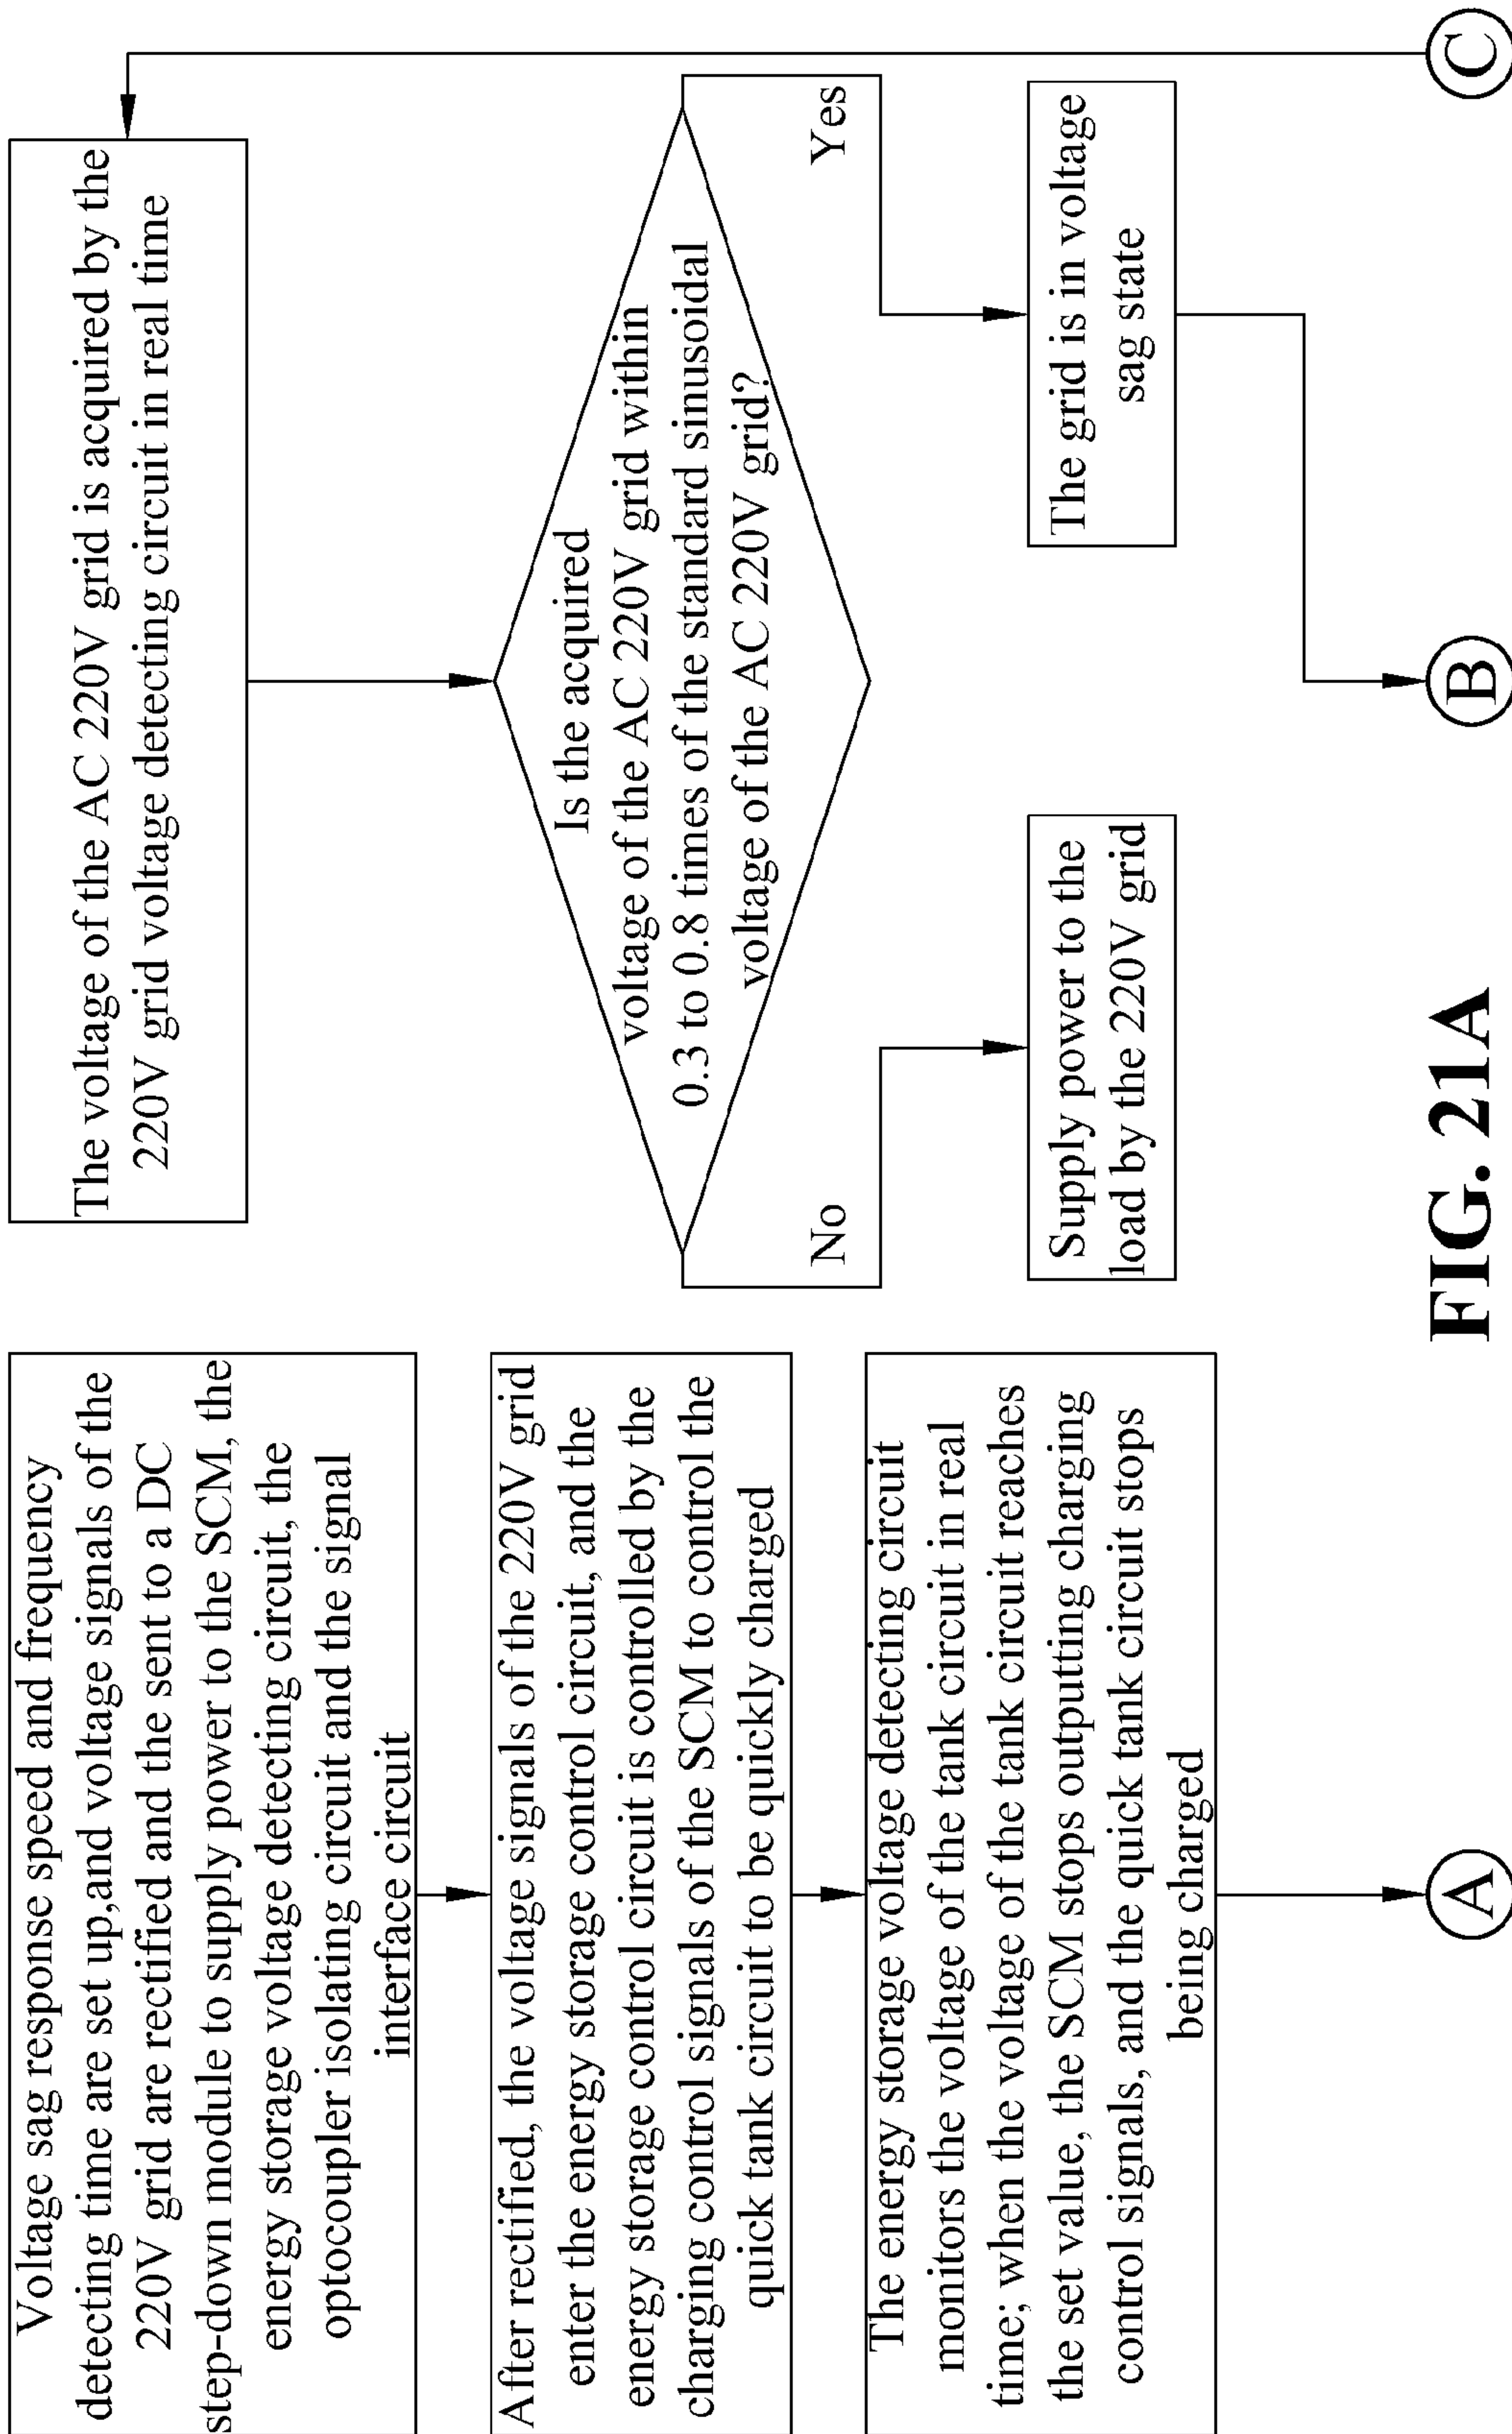 Voltage sag response speed and frequency
detecting time are set up,and voltage signals of the
220V grid are rectified and the sent to a DC
step-down module to supply power to the SCM, the
energy storage voltage detecting circuit, the
optocoupler isolating circuit and the signal
interface circuit
After rectified, the voltage signals of the 220V grid
enter the energy storage control circuit, and the
energy storage control circuit is controlled by the
charging control signals of the SCM to control the
quick tank circuit to be quickly charged
The energy storage voltage detecting circuit
monitors the voltage of the tank circuit in real
time; when the voltage of the tank circuit reaches
the set value, the SCM stops outputting charging
control signals, and the quick tank circuit stops
being charged
A
The voltage of the AC 220V grid is acquired by the
220V grid voltage detecting circuit in real time
Is the acquired
voltage of the AC 220V grid within
0.3 to 0.8 times of the standard sinusoidal
voltage of the AC 220V grid?
No
Yes
Supply power to the
load by the 220V grid
The grid is in voltage
sag state
B
C
FIG. 21A